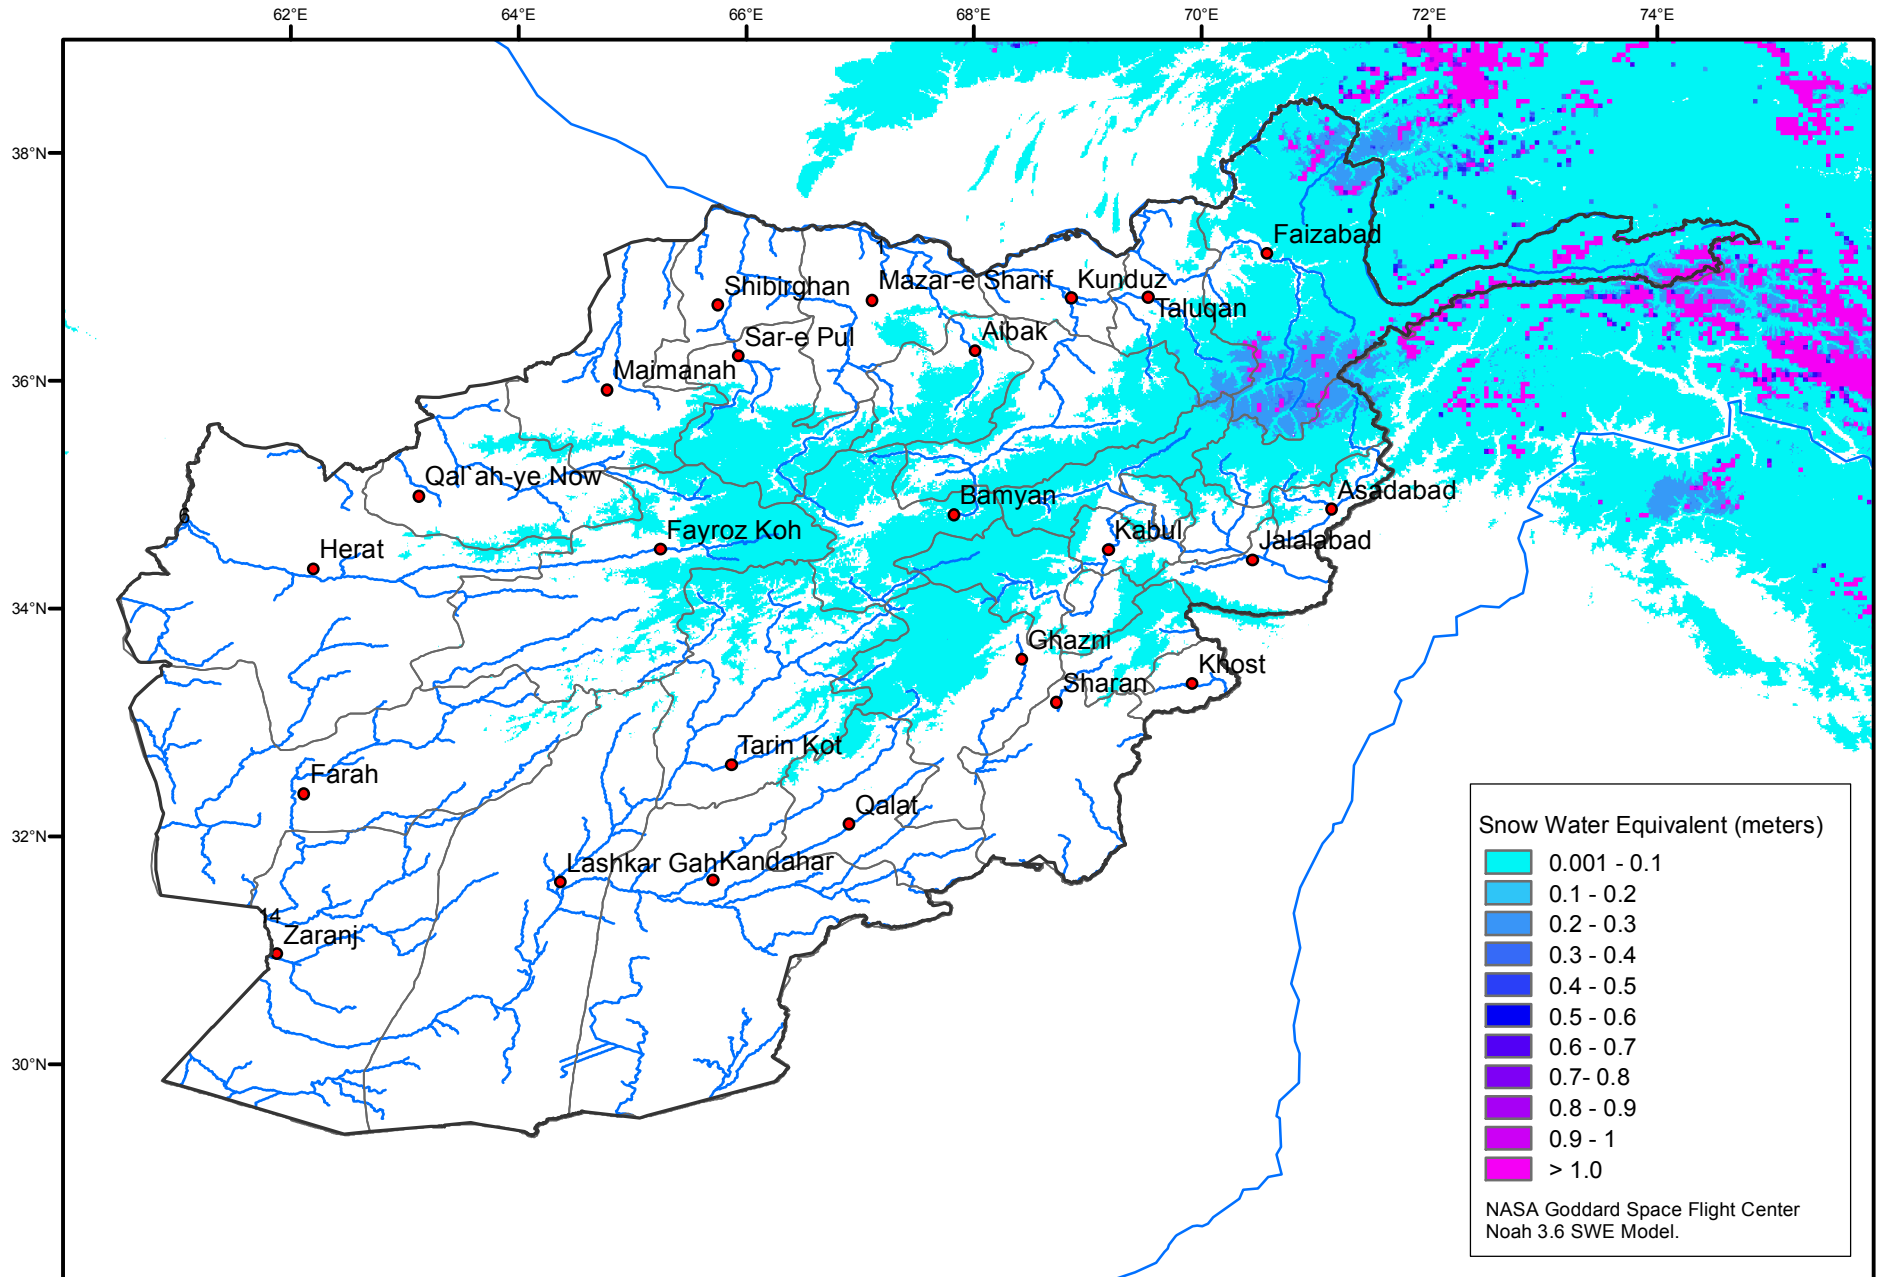 62°E 64°E 66°E 68°E 70°E 72°E 74°E
38°N
36°N
34°N
32°N
30°N
Faizabad
Shibirghan
1
Mazar-e Sharif
Kunduz
Taluqan
Sar-e Pul
Aibak
Maimanah
Qal`ah-ye Now
Bamyan
Asadabad
6
Herat
Fayroz Koh
Kabul
Jalalabad
Ghazni
Khost
Sharan
Tarin Kot
Farah
Qalat
Lashkar Gah
Kandahar
14
Zaranj
Snow Water Equivalent (meters)
0.001 - 0.1
0.1 - 0.2
0.2 - 0.3
0.3 - 0.4
0.4 - 0.5
0.5 - 0.6
0.6 - 0.7
0.7- 0.8
0.8 - 0.9
0.9 - 1
> 1.0
NASA Goddard Space Flight Center
Noah 3.6 SWE Model.